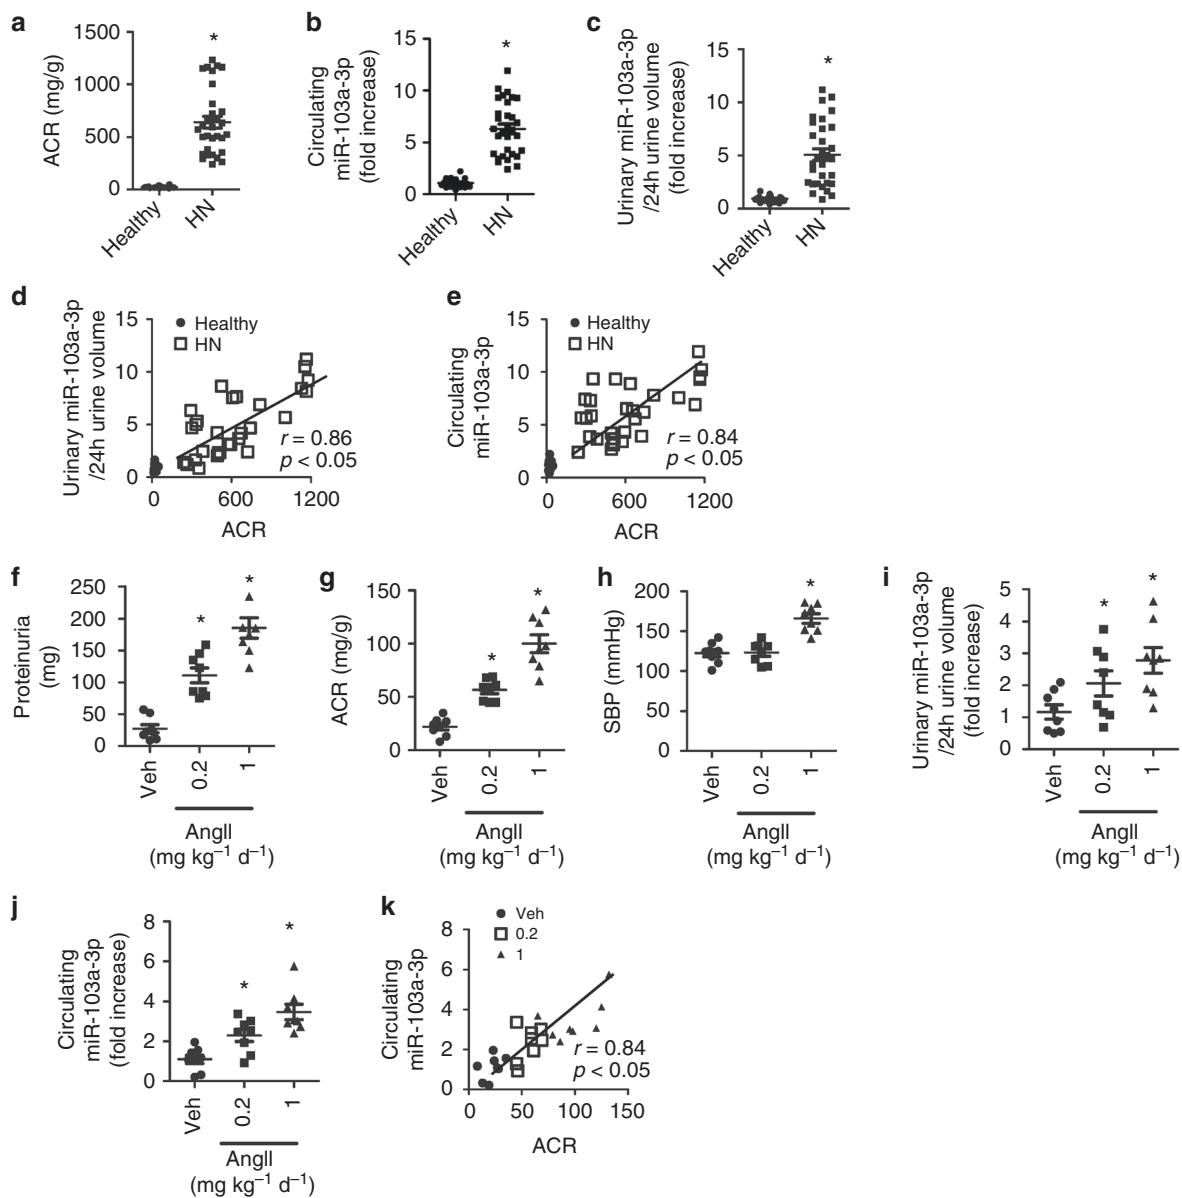 a
ACR (mg/g)
1500
1000
500
0
Healthy
HN
*
b
Circulating
miR-103a-3p
(fold increase)
15
10
5
0
Healthy
HN
*
c
Urinary miR-103a-3p
/24h urine volume
(fold increase)
15
10
5
0
Healthy
HN
*
d
Urinary miR-103a-3p
/24h urine volume
15
10
5
0
Healthy
HN
r = 0.86
p < 0.05
0 600 1200
ACR
e
Circulating
miR-103a-3p
15
10
5
0
Healthy
HN
r = 0.84
p < 0.05
0 600 1200
ACR
f
Proteinuria
(mg)
250
200
150
100
50
0
*
*
Veh
0.2
1
AngII
(mg kg⁻¹ d⁻¹)
g
ACR (mg/g)
150
100
50
0
*
*
Veh
0.2
1
AngII
(mg kg⁻¹ d⁻¹)
h
SBP (mmHg)
200
150
100
50
0
*
Veh
0.2
1
AngII
(mg kg⁻¹ d⁻¹)
i
Urinary miR-103a-3p
/24h urine volume
(fold increase)
5
4
3
2
1
0
*
*
Veh
0.2
1
AngII
(mg kg⁻¹ d⁻¹)
j
Circulating
miR-103a-3p
(fold increase)
8
6
4
2
0
*
*
Veh
0.2
1
AngII
(mg kg⁻¹ d⁻¹)
k
Circulating
miR-103a-3p
8
6
4
2
0
Veh
0.2
1
r = 0.84
p < 0.05
0 50 100 150
ACR